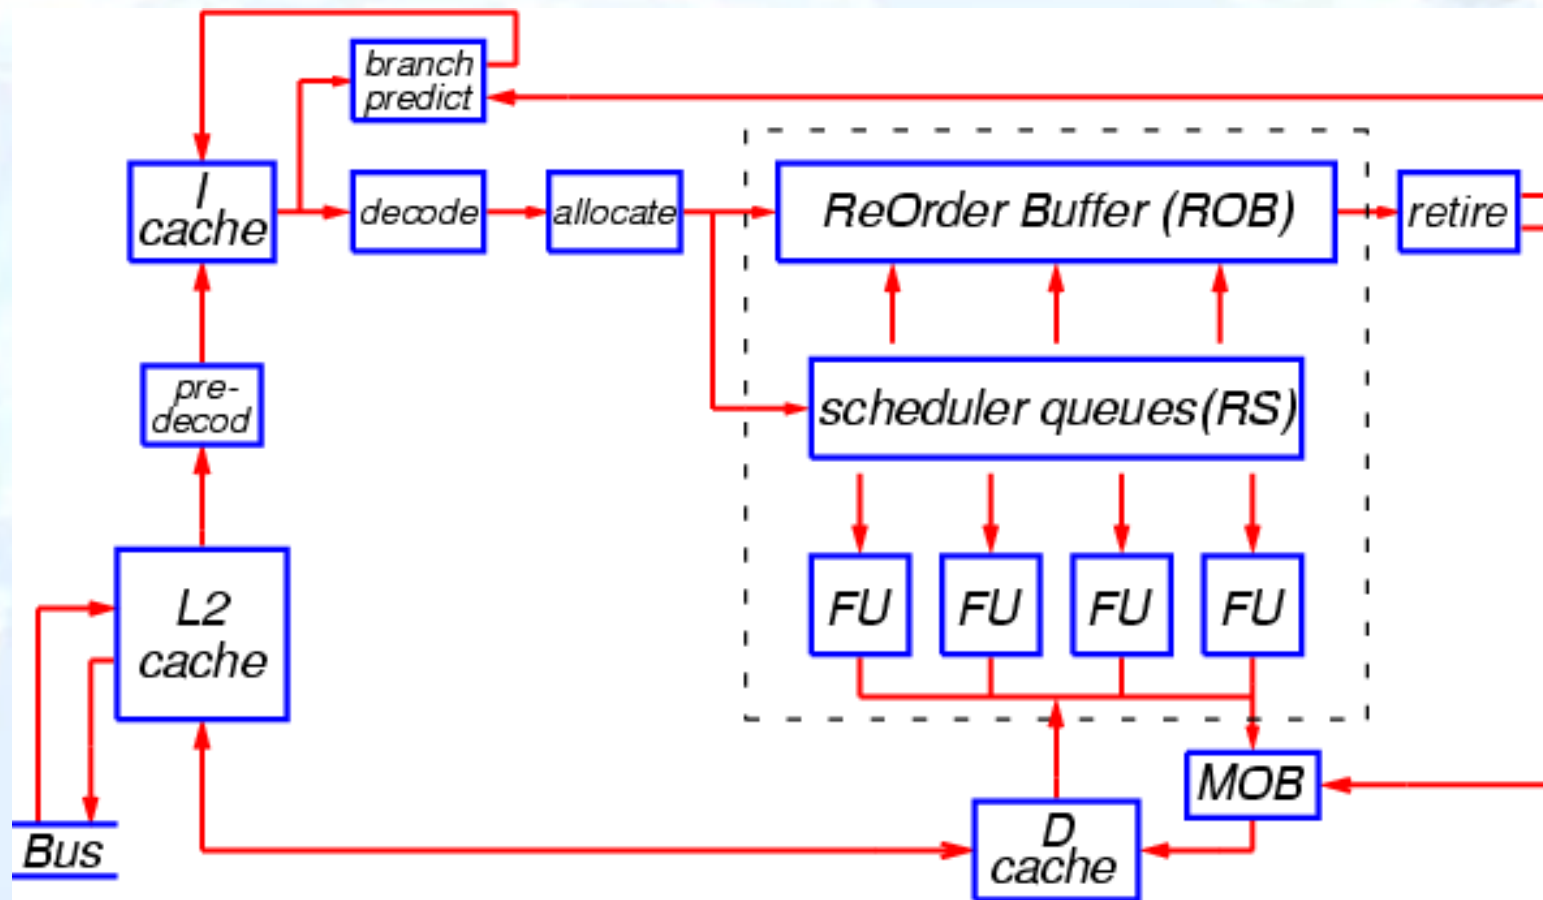 branch
predict
I
cache
decode
allocate
ReOrder Buffer (ROB)
retire
pre-
decod
scheduler queues(RS)
L2
cache
FU
FU
FU
FU
MOB
D
cache
Bus